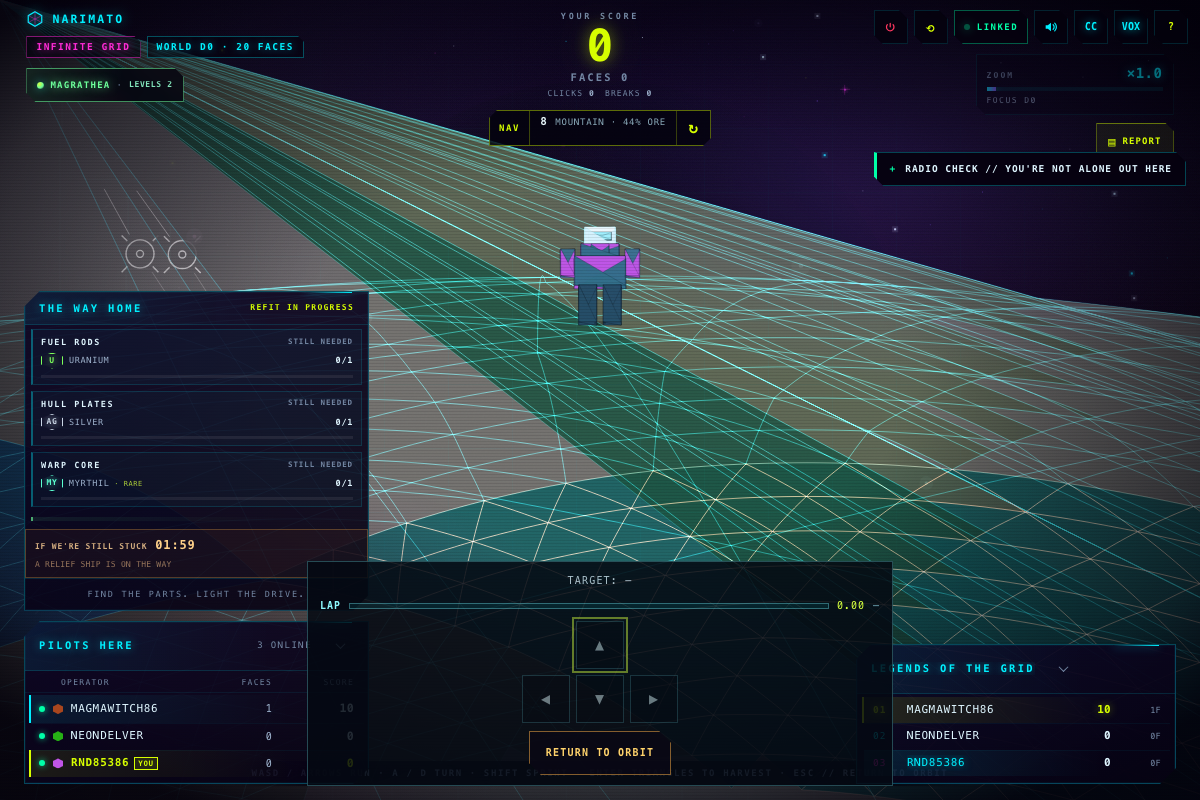 NARIMATO
INFINITE GRID
WORLD D0 · 20 FACES
MAGRATHEA · LEVELS 2
YOUR SCORE
0
FACES 0
CLICKS 0 BREAKS 0
NAV
8 MOUNTAIN · 44% ORE
↻
LINKED
CC
VOX
?
ZOOM ×1.0
FOCUS D0
REPORT
+ RADIO CHECK // YOU'RE NOT ALONE OUT HERE
THE WAY HOME
REFIT IN PROGRESS
FUEL RODS STILL NEEDED
U URANIUM 0/1
HULL PLATES STILL NEEDED
AG SILVER 0/1
WARP CORE STILL NEEDED
MY MYRTHIL · RARE 0/1
IF WE'RE STILL STUCK 01:59
A RELIEF SHIP IS ON THE WAY
FIND THE PARTS. LIGHT THE DRIVE.
PILOTS HERE
3 ONLINE
OPERATOR FACES SCORE
MAGMAWITCH86 1 10
NEONDELVER 0 0
RND85386 YOU 0 0
TARGET: —
LAP 0.00 —
▲
◀ ▼ ▶
RETURN TO ORBIT
LEGENDS OF THE GRID
01 MAGMAWITCH86 10 1F
02 NEONDELVER 0 0F
03 RND85386 0 0F